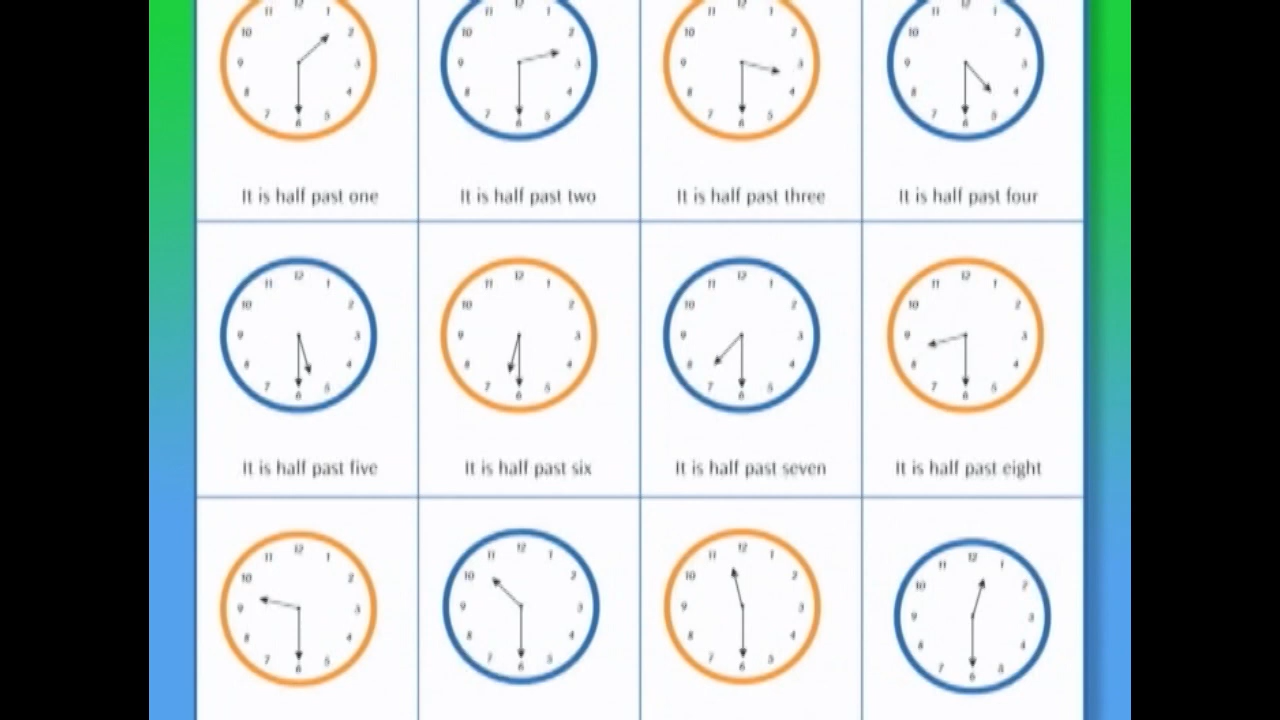 It is half past one
It is half past two
It is half past three
It is half past four
It is half past five
It is half past six
It is half past seven
It is half past eight